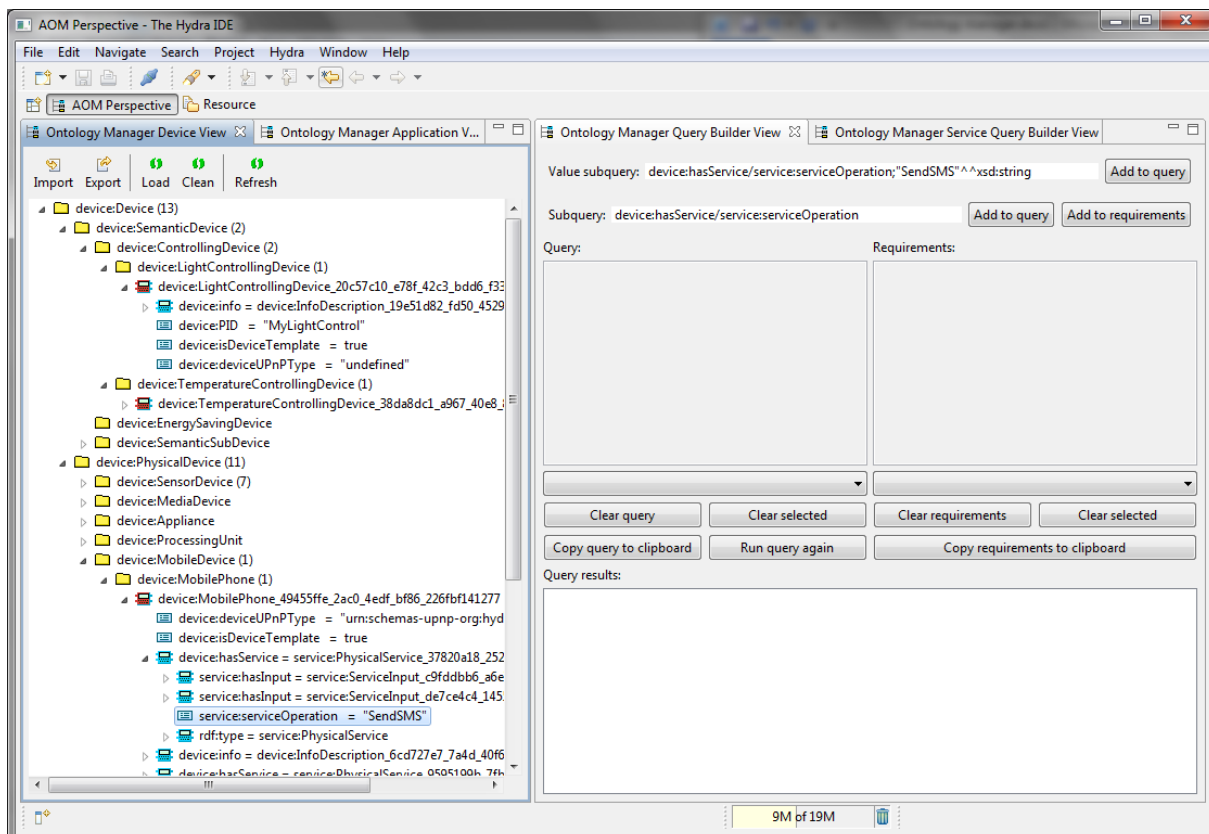 AOM Perspective - The Hydra IDE
File Edit Navigate Search Project Hydra Window Help
AOM Perspective Resource
Ontology Manager Device View Ontology Manager Application V...
Import Export Load Clean Refresh
device:Device (13)
device:SemanticDevice (2)
device:ControllingDevice (2)
device:LightControllingDevice (1)
device:LightControllingDevice_20c57c10_e78f_42c3_bdd6_f33
device:info = device:InfoDescription_19e51d82_fd50_4529
device:PID = "MyLightControl"
device:isDeviceTemplate = true
device:deviceUPnPType = "undefined"
device:TemperatureControllingDevice (1)
device:TemperatureControllingDevice_38da8dc1_a967_40e8_
device:EnergySavingDevice
device:SemanticSubDevice
device:PhysicalDevice (11)
device:SensorDevice (7)
device:MediaDevice
device:Appliance
device:ProcessingUnit
device:MobileDevice (1)
device:MobilePhone (1)
device:MobilePhone_49455ffe_2ac0_4edf_bf86_226fbf141277
device:deviceUPnPType = "urn:schemas-upnp-org:hyd
device:isDeviceTemplate = true
device:hasService = service:PhysicalService_37820a18_252
service:hasInput = service:ServiceInput_c9fddbb6_a6e
service:hasInput = service:ServiceInput_de7ce4c4_145
service:serviceOperation = "SendSMS"
rdf:type = service:PhysicalService
device:info = device:InfoDescription_6cd727e7_7a4d_40f6
device:hasService = service:PhysicalService_9595199b_7fb
Ontology Manager Query Builder View Ontology Manager Service Query Builder View
Value subquery: device:hasService/service:serviceOperation;"SendSMS"^^xsd:string Add to query
Subquery: device:hasService/service:serviceOperation Add to query Add to requirements
Query: Requirements:
Clear query Clear selected Clear requirements Clear selected
Copy query to clipboard Run query again Copy requirements to clipboard
Query results:
9M of 19M